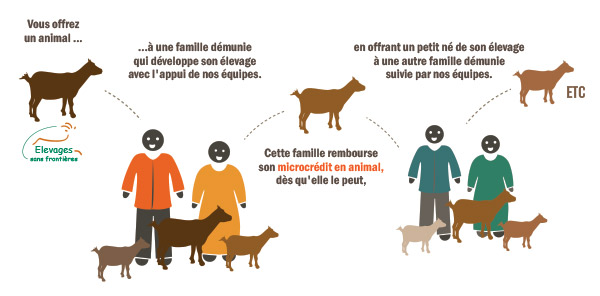 Vous offrez
un animal ...
Elevages
sans frontières
...à une famille démunie
qui développe son élevage
avec l'appui de nos équipes.
Cette famille rembourse
son microcrédit en animal,
dès qu'elle le peut,
en offrant un petit né de son élevage
à une autre famille démunie
suivie par nos équipes.
ETC